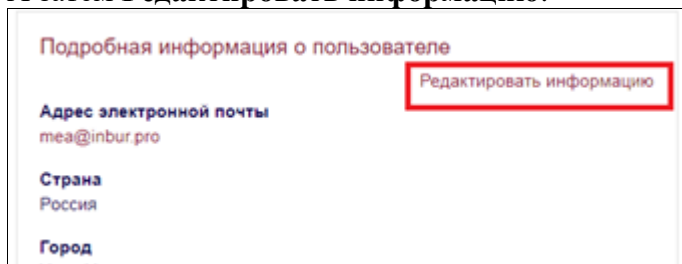 Подробная информация о пользователе
Редактировать информацию
Адрес электронной почты
mea@inbur.pro
Страна
Россия
Город